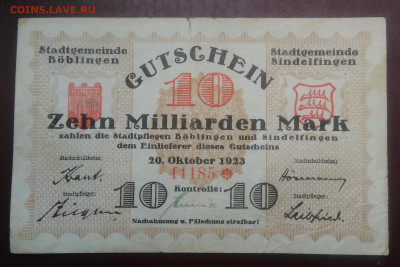 COINS.LAVE.RU
Stadtgemeinde
Böblingen
Stadtgemeinde
Sindelfingen
GUTSCHEIN
10
Zehn Milliarden Mark
zahlen die Stadtpflegen Böblingen und Sindelfingen
dem Einlieferer dieses Gutscheins
20. Oktober 1923
Stadtschultheiß:
11185
Stadtschultheiß:
Stadtpfleger:
10
Kontrolle:
10
Stadtpfleger:
Nachahmung u. Fälschung strafbar!